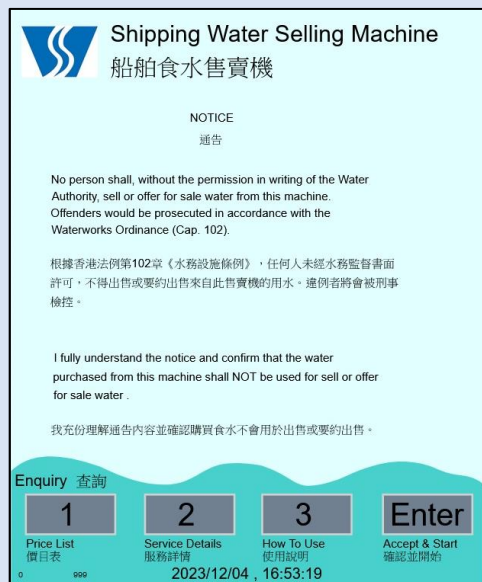 Shipping Water Selling Machine
船舶食水售賣機
NOTICE
通告
No person shall, without the permission in writing of the Water
Authority, sell or offer for sale water from this machine.
Offenders would be prosecuted in accordance with the
Waterworks Ordinance (Cap. 102).
根據香港法例第102章《水務設施條例》，任何人未經水務監督書面
許可，不得出售或要約出售來自此售賣機的用水。違例者將會被刑事
檢控。
I fully understand the notice and confirm that the water
purchased from this machine shall NOT be used for sell or offer
for sale water .
我充份理解通告內容並確認購買食水不會用於出售或要約出售。
Enquiry 查詢
1 2 3 Enter
Price List Service Details How To Use Accept & Start
價目表 服務詳情 使用說明 確認並開始
0 999 2023/12/04 , 16:53:19